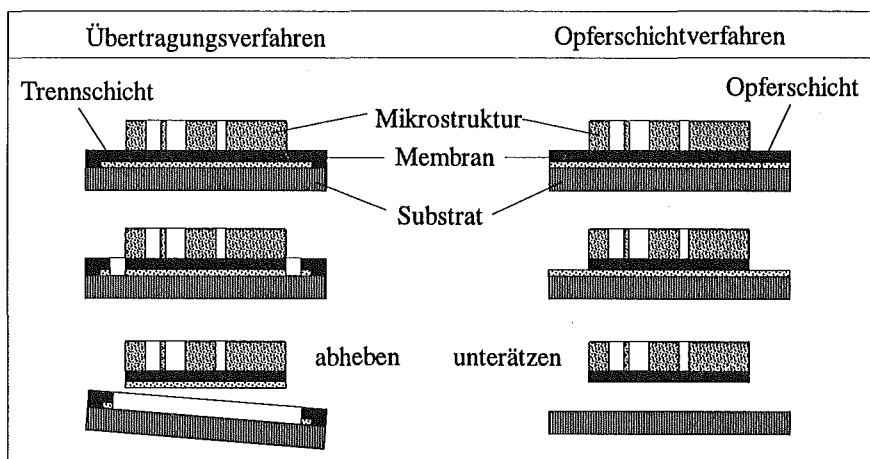 Übertragungsverfahren
Opferschichtverfahren
Trennschicht
Opferschicht
Mikrostruktur
Membran
Substrat
abheben
unterätzen